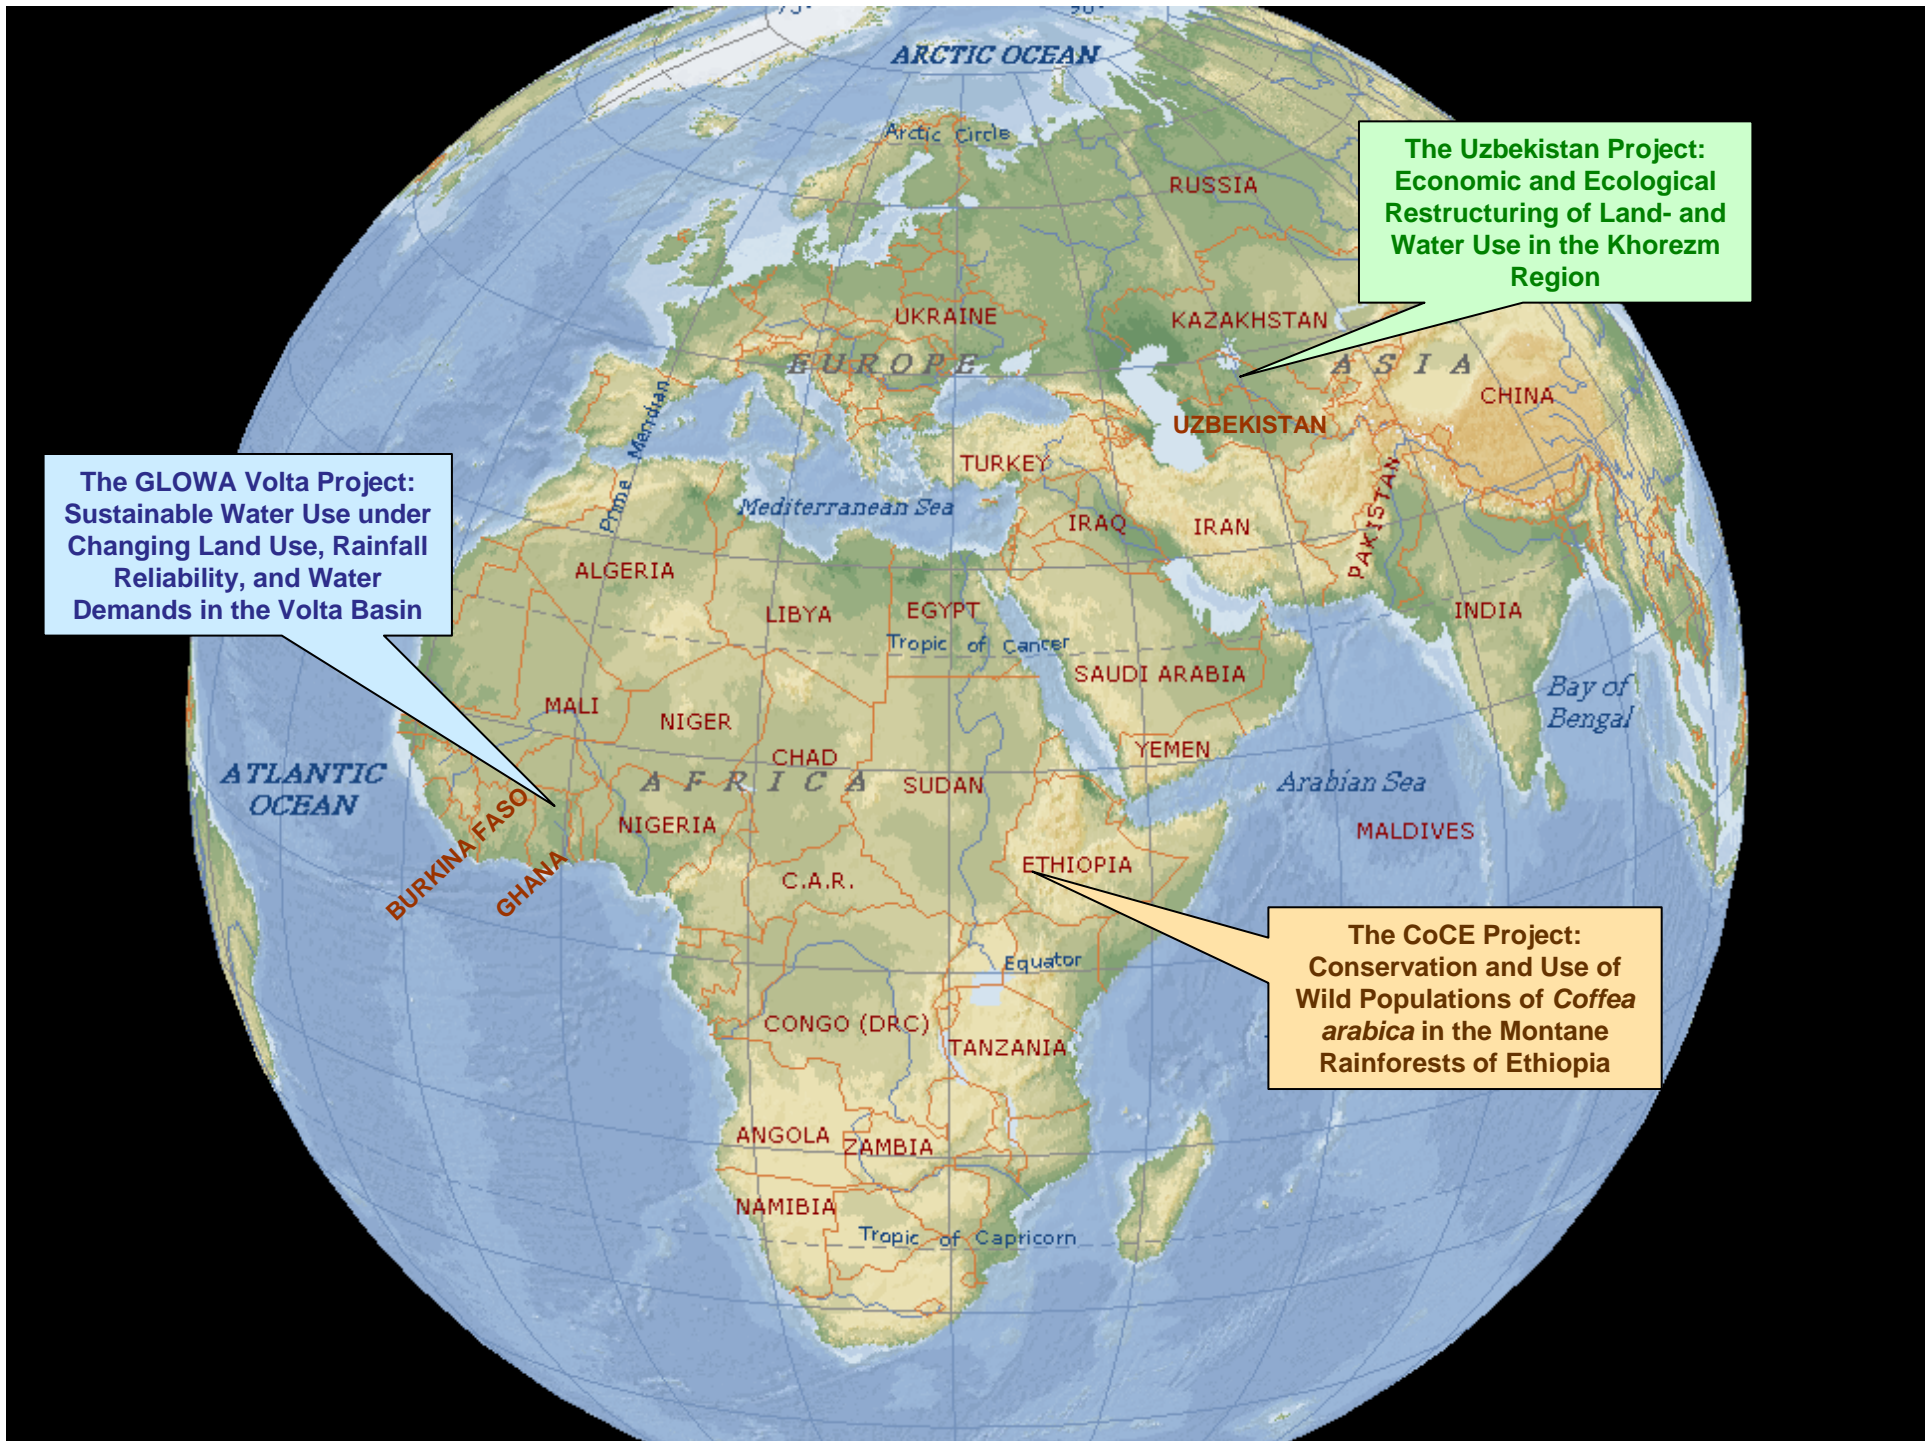 75°
90°
ARCTIC OCEAN
Arctic Circle
The Uzbekistan Project:
Economic and Ecological
Restructuring of Land- and
Water Use in the Khorezm
Region
RUSSIA
UKRAINE
KAZAKHSTAN
EUROPE
ASIA
CHINA
Prime Meridian
UZBEKISTAN
TURKEY
The GLOWA Volta Project:
Sustainable Water Use under
Changing Land Use, Rainfall
Reliability, and Water
Demands in the Volta Basin
Mediterranean Sea
IRAQ
IRAN
PAKISTAN
ALGERIA
LIBYA
EGYPT
INDIA
Tropic of Cancer
SAUDI ARABIA
Bay of
Bengal
MALI
NIGER
CHAD
YEMEN
ATLANTIC
OCEAN
AFRICA
SUDAN
Arabian Sea
BURKINA FASO
GHANA
NIGERIA
MALDIVES
ETHIOPIA
C.A.R.
The CoCE Project:
Conservation and Use of
Wild Populations of Coffea
arabica in the Montane
Rainforests of Ethiopia
Equator
CONGO (DRC)
TANZANIA
ANGOLA
ZAMBIA
NAMIBIA
Tropic of Capricorn